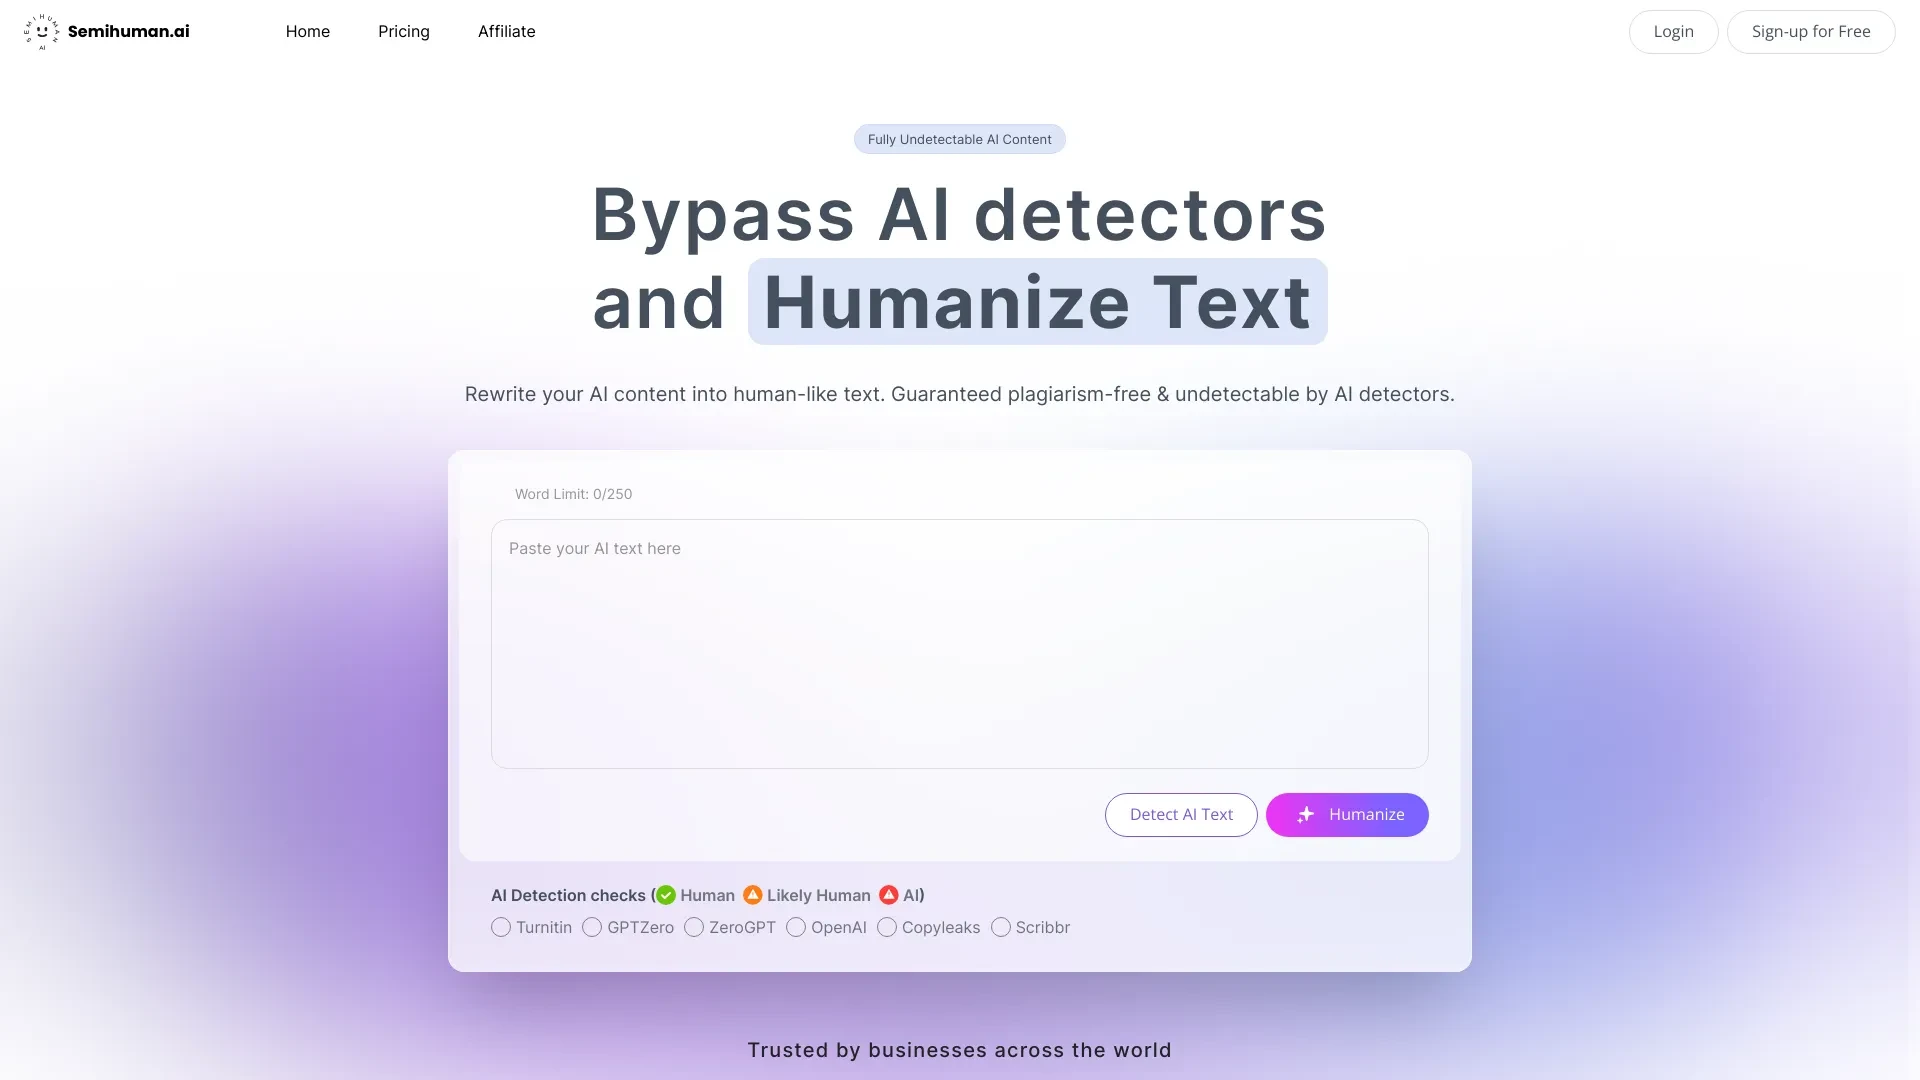 SEMI HUMAN AI
Semihuman.ai
Home
Pricing
Affiliate
Login
Sign-up for Free
Fully Undetectable AI Content
Bypass AI detectors
and Humanize Text
Rewrite your AI content into human-like text. Guaranteed plagiarism-free & undetectable by AI detectors.
Word Limit: 0/250
Paste your AI text here
Detect AI Text
Humanize
AI Detection checks ( Human Likely Human AI)
Turnitin GPTZero ZeroGPT OpenAI Copyleaks Scribbr
Trusted by businesses across the world